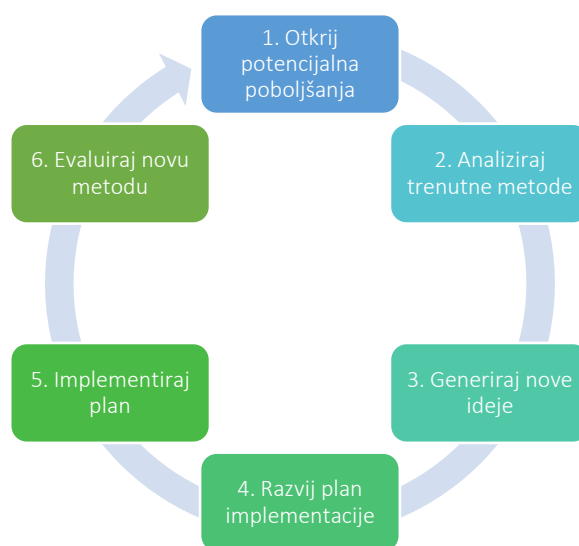 1. Otkrij
potencijalna
poboljšanja
2. Analiziraj
trenutne metode
3. Generiraj nove
ideje
4. Razvij plan
implementacije
5. Implementiraj
plan
6. Evaluiraj novu
metodu